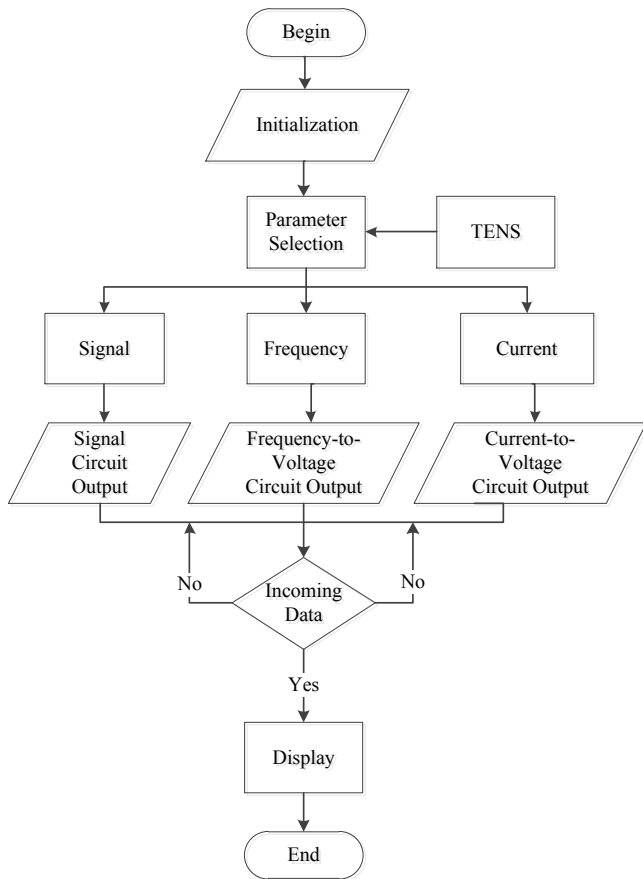 Begin
Initialization
Parameter
Selection
TENS
Signal
Frequency
Current
Signal
Circuit
Output
Frequency-to-
Voltage
Circuit Output
Current-to-
Voltage
Circuit Output
No
Incoming
Data
No
Yes
Display
End